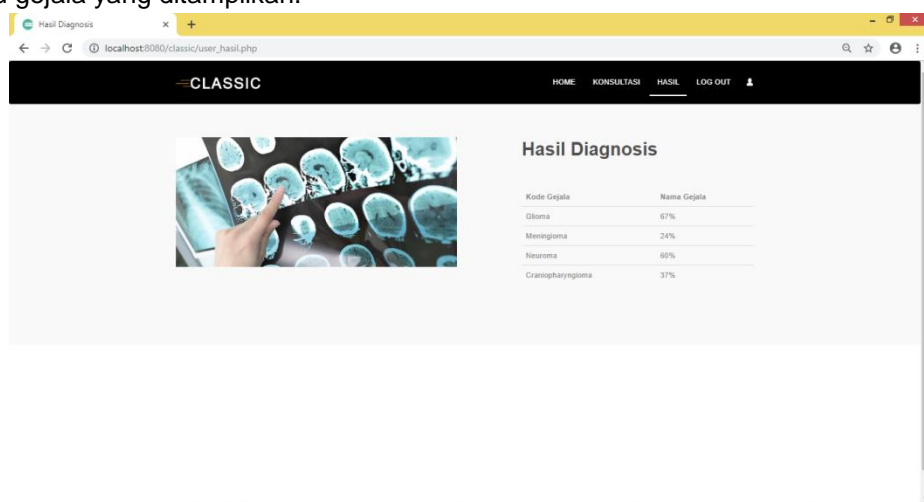 gejala yang ditampilkan.
Hasil Diagnosis
localhost:8080/classic/user_hasil.php
CLASSIC
HOME KONSULTASI HASIL LOG OUT
Hasil Diagnosis
Kode Gejala Nama Gejala
Glioma 67%
Meningioma 24%
Neuroma 60%
Craniopharyngioma 37%